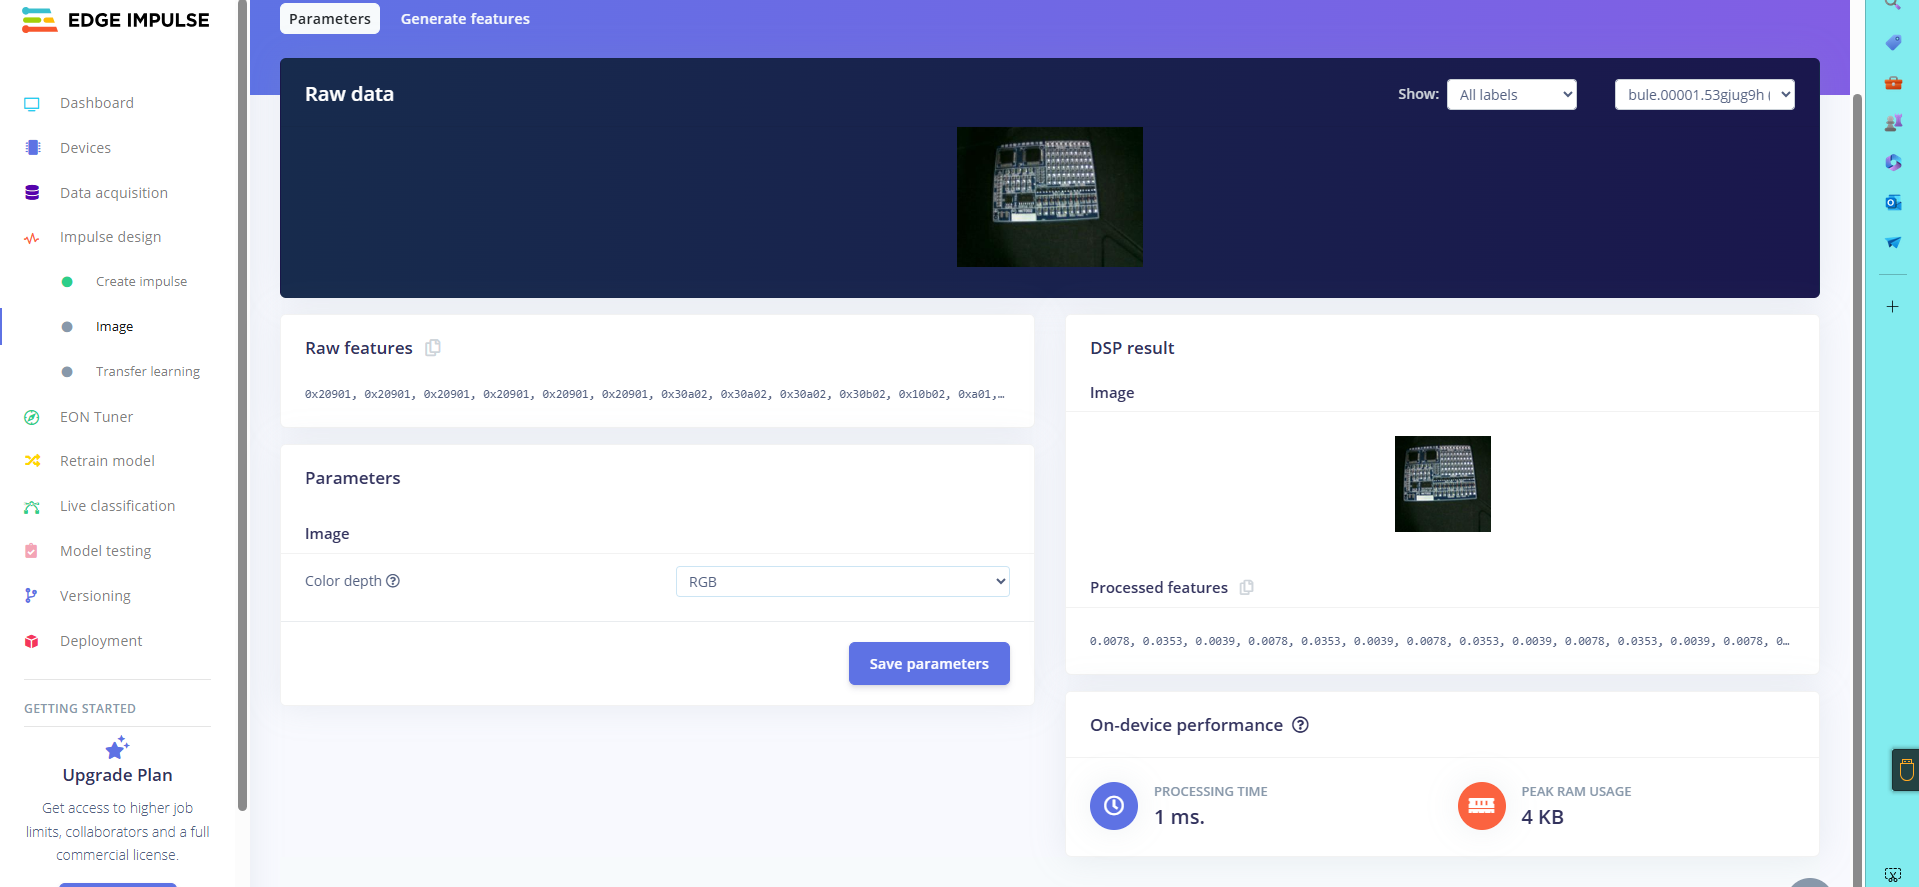 EDGE IMPULSE
Dashboard
Devices
Data acquisition
Impulse design
Create impulse
Image
Transfer learning
EON Tuner
Retrain model
Live classification
Model testing
Versioning
Deployment
GETTING STARTED
Upgrade Plan
Get access to higher job
limits, collaborators and a full
commercial license.
Parameters
Generate features
Raw data
Show:
All labels
bule.00001.53gjug9h (
Raw features
0x20901, 0x20901, 0x20901, 0x20901, 0x20901, 0x20901, 0x30a02, 0x30a02, 0x30a02, 0x30b02, 0x10b02, 0xa01,…
Parameters
Image
Color depth
RGB
Save parameters
DSP result
Image
Processed features
0.0078, 0.0353, 0.0039, 0.0078, 0.0353, 0.0039, 0.0078, 0.0353, 0.0039, 0.0078, 0.0353, 0.0039, 0.0078, 0…
On-device performance
PROCESSING TIME
1 ms.
PEAK RAM USAGE
4 KB